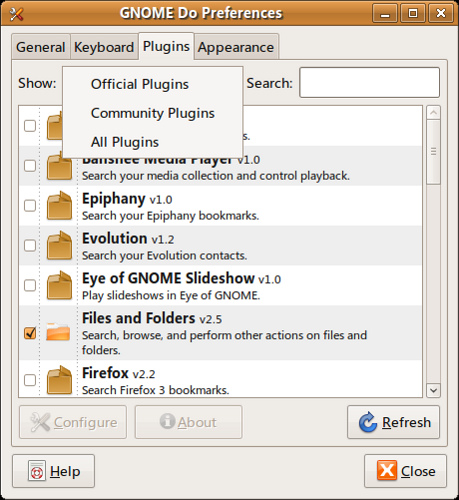 GNOME Do Preferences
General Keyboard Plugins Appearance
Show: Search:
Official Plugins
Community Plugins
All Plugins
s.
Banshee Media Player v1.0
Search your media collection and control playback.
Epiphany v1.0
Search your Epiphany bookmarks.
Evolution v1.2
Search your Evolution contacts.
Eye of GNOME Slideshow v1.0
Play slideshows in Eye of GNOME.
Files and Folders v2.5
Search, browse, and perform other actions on files and
folders.
Firefox v2.2
Search Firefox 3 bookmarks.
Configure About Refresh
Help Close